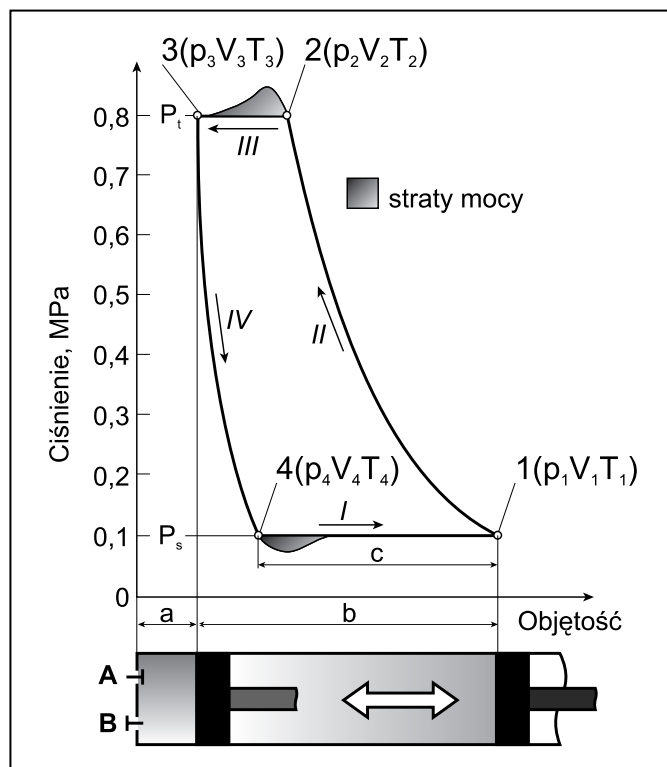 3(p₃V₃T₃) 2(p₂V₂T₂)
0,8
Pₜ
III
0,7
straty mocy
0,6
0,5
IV
II
0,4
Ciśnienie, MPa
0,3
0,2
4(p₄V₄T₄)
1(p₁V₁T₁)
I
0,1
Pₛ
c
0
a
b
Objętość
A
B